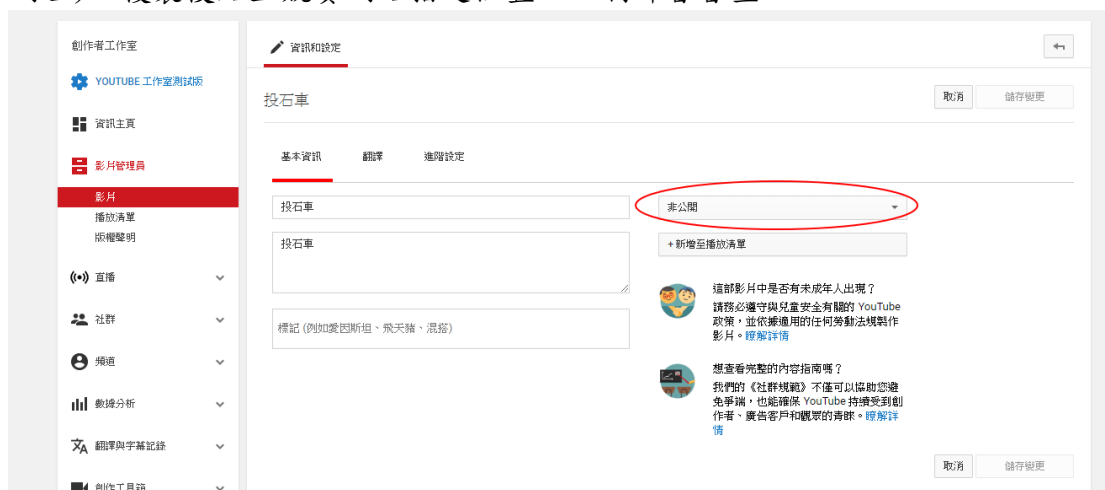 創作者工作室
資訊和設定
YOUTUBE 工作室測試版
投石車
取消
儲存變更
資訊主頁
基本資訊
翻譯
進階設定
影片管理員
影片
播放清單
版權聲明
投石車
非公開
投石車
+ 新增至播放清單
直播
社群
頻道
數據分析
翻譯與字幕記錄
標記 (例如愛因斯坦、飛天豬、混搭)
這部影片中是否有未成年人出現？
請務必遵守與兒童安全有關的 YouTube
政策，並依據適用的任何勞動法規製作
影片。瞭解詳情
想查看完整的內容指南嗎？
我們的《社群規範》不僅可以協助您避
免爭端，也能確保 YouTube 持續受到創
作者、廣告客戶和觀眾的青睞。瞭解詳
情
取消
儲存變更